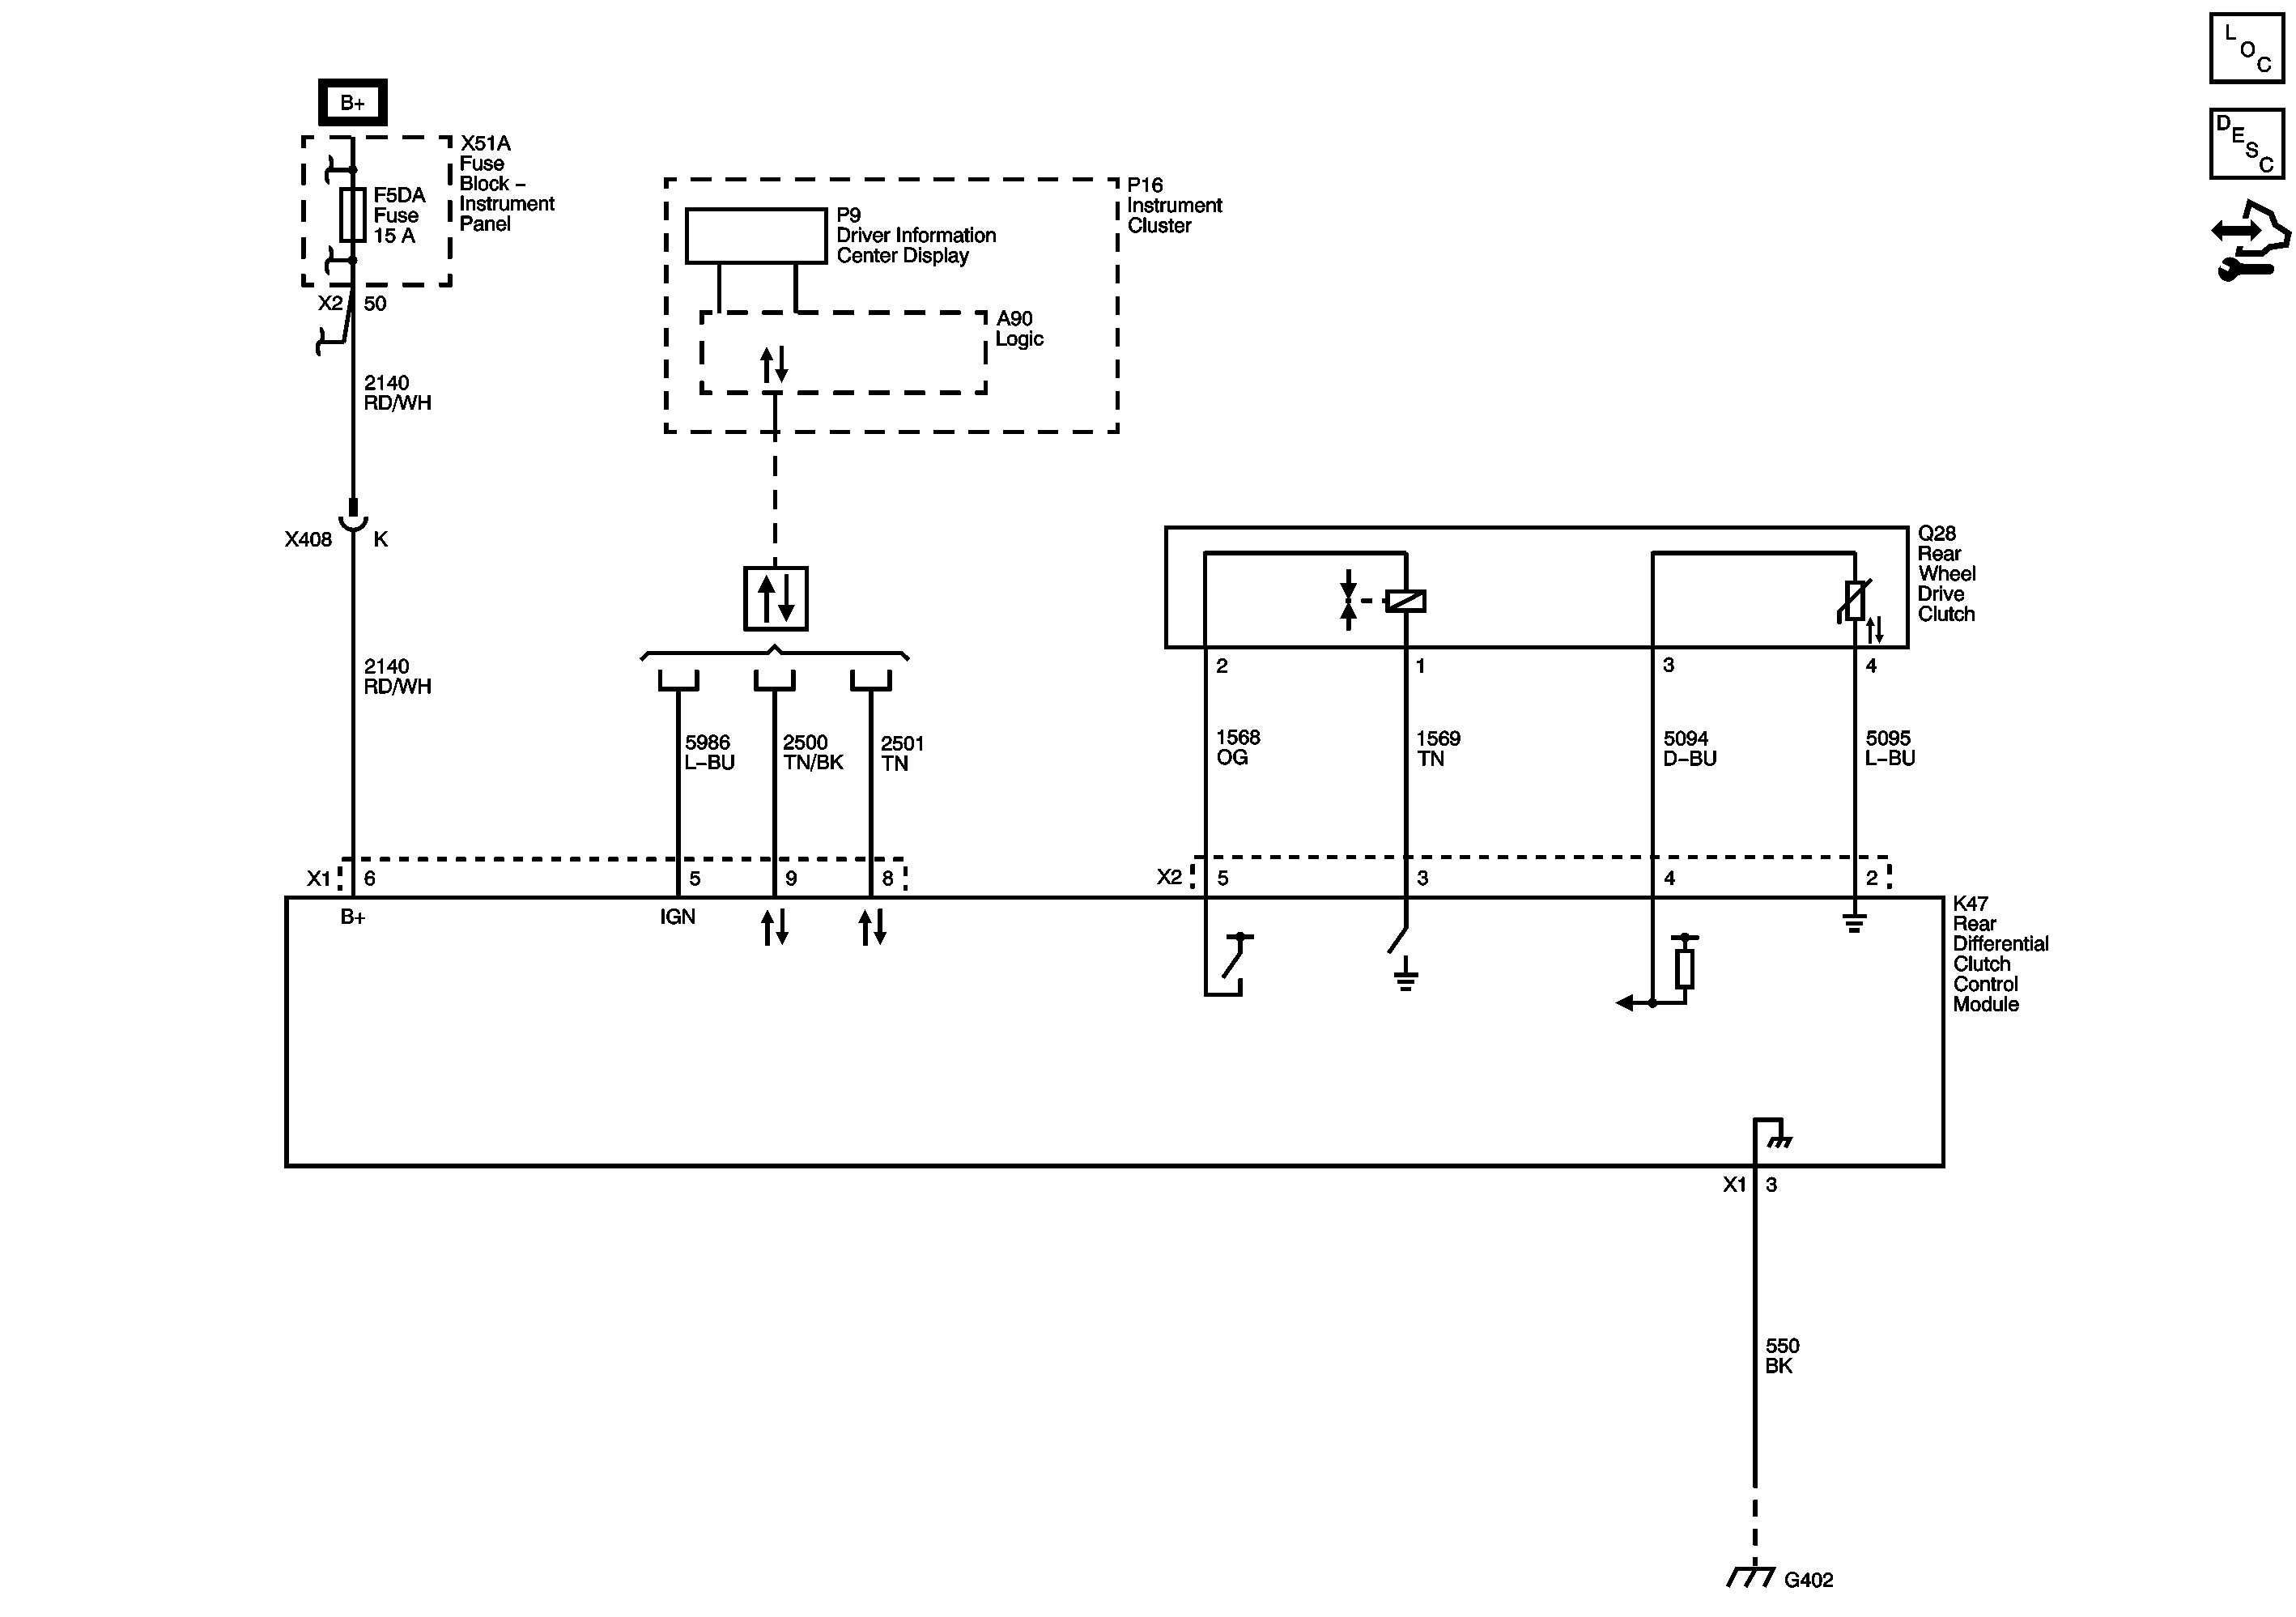 L
O
C
D
E
S
C
B+
X51A
Fuse
Block –
Instrument
Panel
F5DA
Fuse
15 A
X2 50
2140
RD/WH
X408 K
2140
RD/WH
P16
Instrument
Cluster
P9
Driver Information
Center Display
A90
Logic
5986
L–BU
2500
TN/BK
2501
TN
Q28
Rear
Wheel
Drive
Clutch
2 1 3 4
1568
OG
1569
TN
5094
D–BU
5095
L–BU
X1 6 5 9 8
X2 5 3 4 2
B+ IGN
K47
Rear
Differential
Clutch
Control
Module
X1 3
550
BK
G402